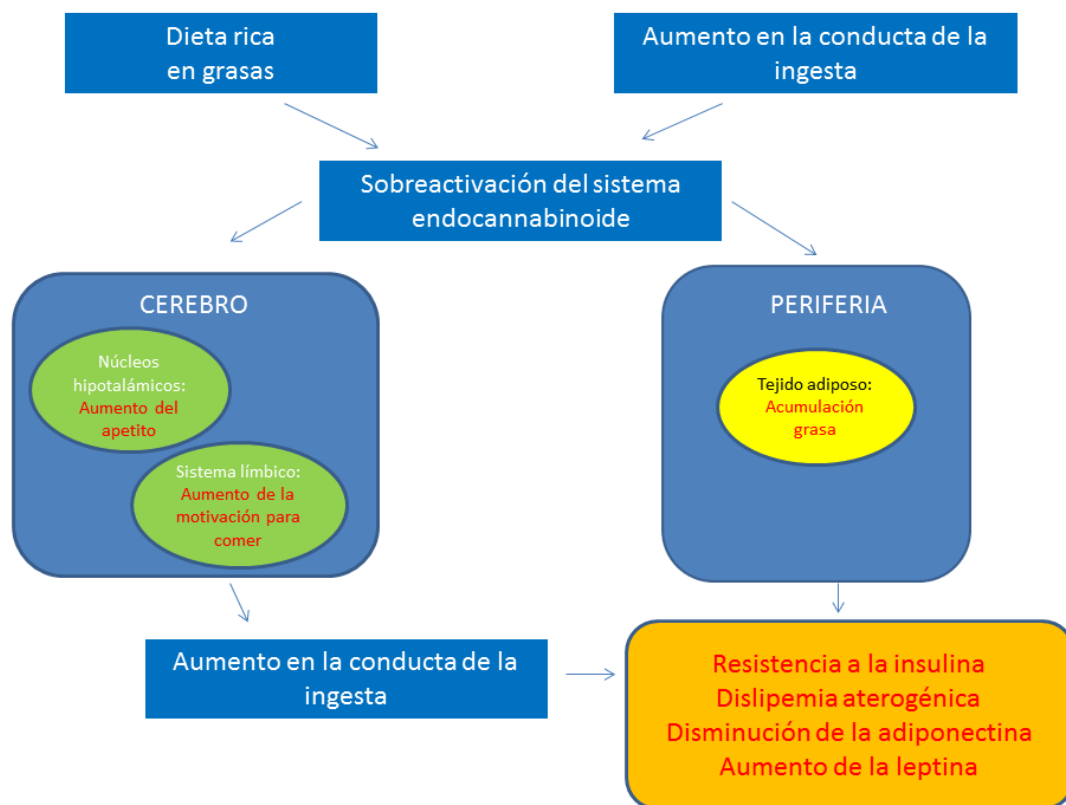 Dieta rica
en grasas
Aumento en la conducta de la
ingesta
Sobreactivación del sistema
endocannabinoide
CEREBRO
Núcleos
hipotalámicos:
Aumento del
apetito
Sistema límbico:
Aumento de la
motivación para
comer
PERIFERIA
Tejido adiposo:
Acumulación
grasa
Aumento en la conducta de la
ingesta
Resistencia a la insulina
Dislipemia aterogénica
Disminución de la adiponectina
Aumento de la leptina